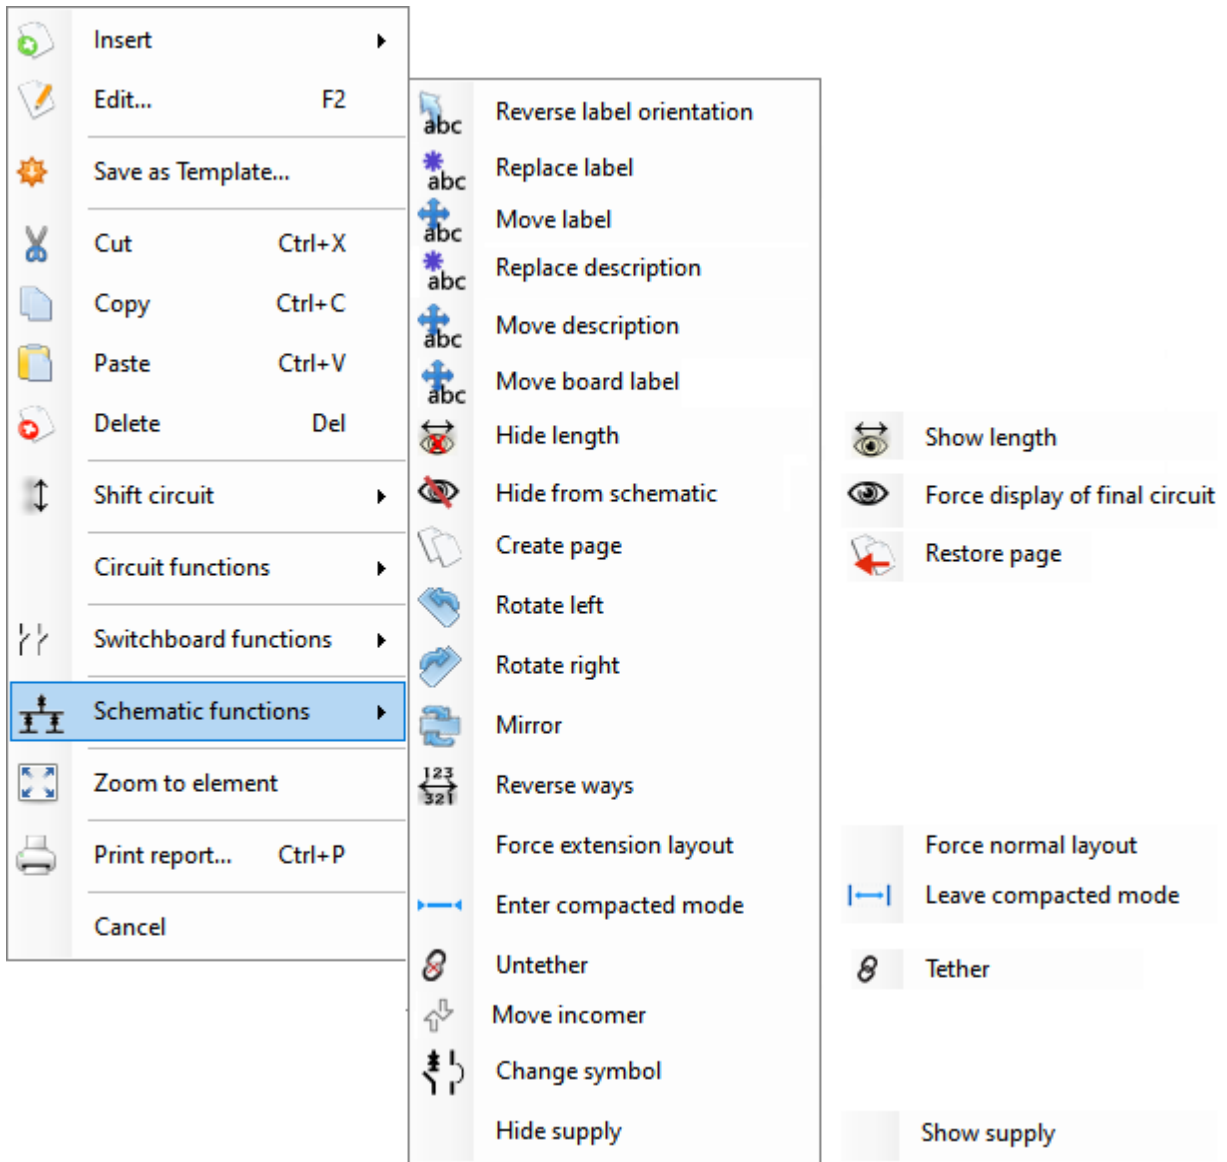 Insert
Edit... F2
Save as Template...
Cut Ctrl+X
Copy Ctrl+C
Paste Ctrl+V
Delete Del
Shift circuit
Circuit functions
Switchboard functions
Schematic functions
Zoom to element
Print report... Ctrl+P
Cancel
abc Reverse label orientation
abc Replace label
abc Move label
abc Replace description
abc Move description
abc Move board label
Hide length
Hide from schematic
Create page
Rotate left
Rotate right
Mirror
123
321
Reverse ways
Force extension layout
Enter compacted mode
Untether
Move incomer
Change symbol
Hide supply
Show length
Force display of final circuit
Restore page
Force normal layout
Leave compacted mode
Tether
Show supply